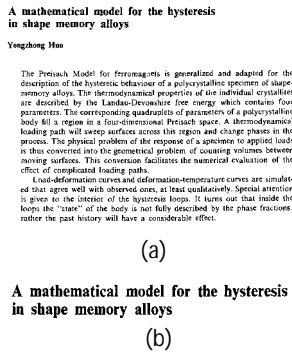 A mathematical model for the hysteresis
in shape memory alloys
Yongzhong Huo
The Preisach Model for ferromagnets is generalized and adapted for the
description of the hysteretic behaviour of a polycrystalline specimen of shape-
memory alloys. The thermodynamical properties of the individual crystallites
are described by the Landau-Devonshire free energy which contains four
parameters. The corresponding quadruplets of parameters of a polycrystalline
body fill a region in a four-dimensional Preisach space. A thermodynamical
loading path will sweep surfaces across this region and change phases in the
process. The physical problem of the response of a specimen to applied loads
is thus converted into the geometrical problem of counting volumes between
moving surfaces. This conversion facilitates the numerical evaluation of the
effect of complicated loading paths.
Load-deformation curves and deformation-temperature curves are simulat-
ed that agree well with observed ones, at least qualitatively. Special attention
is given to the interior of the hysteresis loops. It turns out that inside the
loops the "state" of the body is not fully described by the phase fractions.
rather the past history will have a considerable effect.
(a)
A mathematical model for the hysteresis
in shape memory alloys
(b)